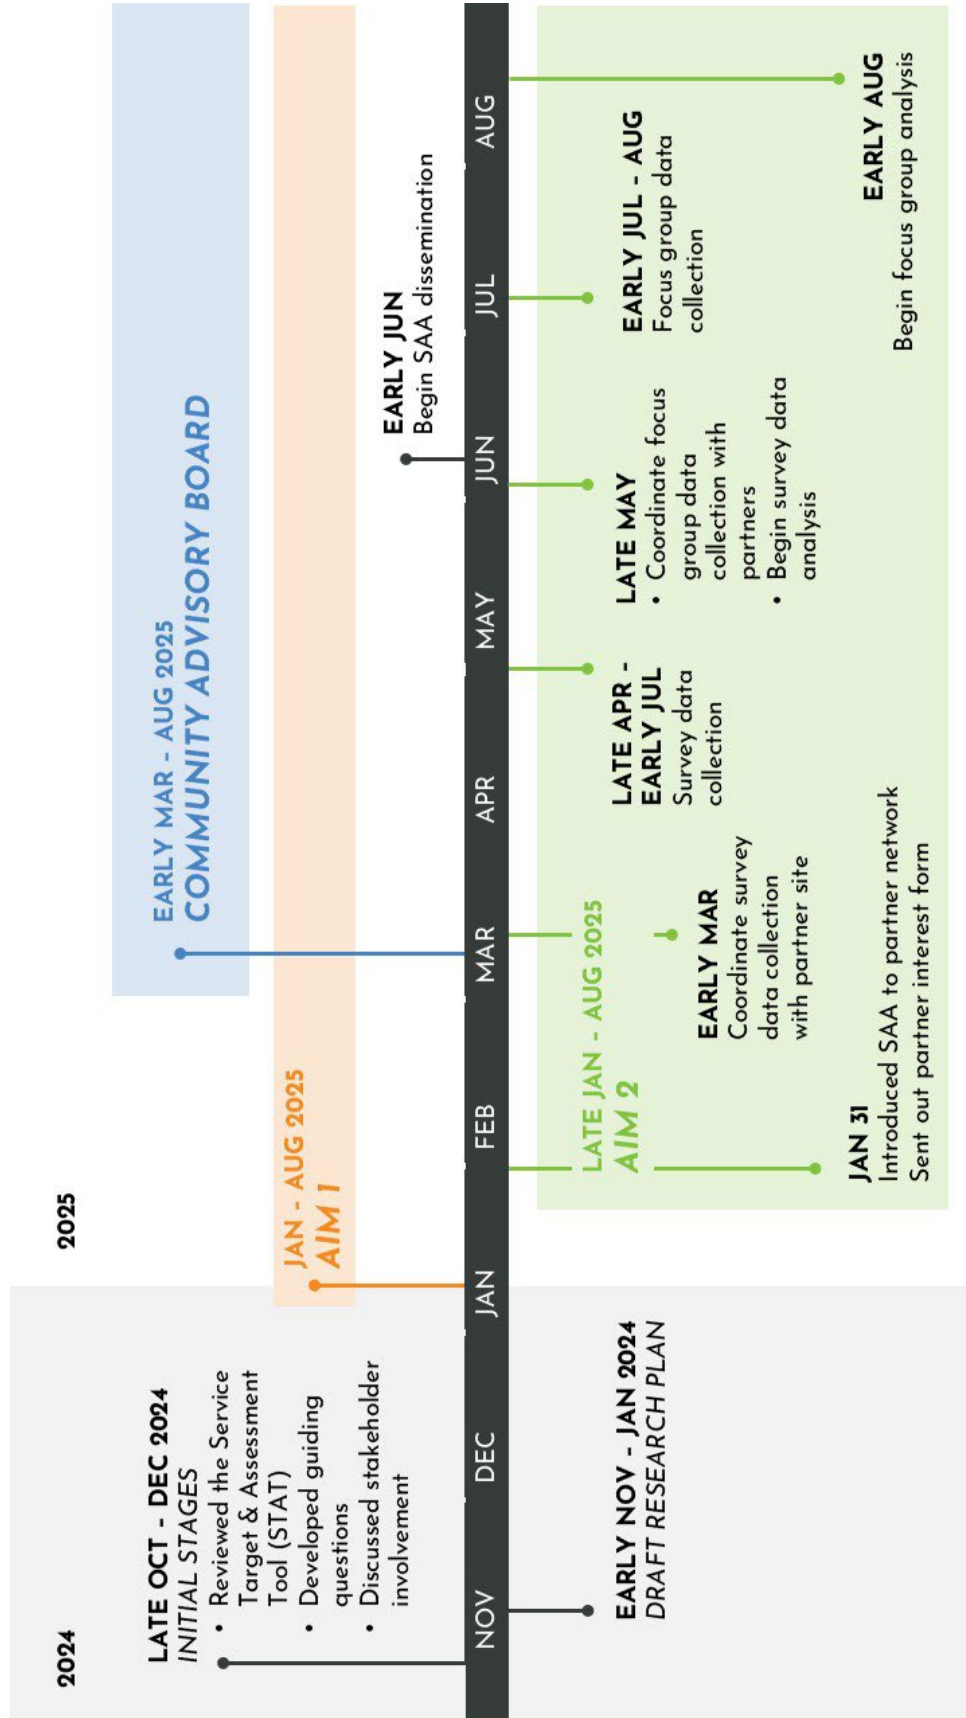 2024
2025
LATE OCT - DEC 2024
INITIAL STAGES
• Reviewed the Service
Target & Assessment
Tool (STAT)
• Developed guiding
questions
• Discussed stakeholder
involvement
JAN - AUG 2025
AIM 1
EARLY MAR - AUG 2025
COMMUNITY ADVISORY BOARD
EARLY JUN
Begin SAA dissemination
NOV
DEC
JAN
FEB
MAR
APR
MAY
JUN
JUL
AUG
EARLY NOV - JAN 2024
DRAFT RESEARCH PLAN
LATE JAN - AUG 2025
AIM 2
JAN 31
Introduced SAA to partner network
Sent out partner interest form
EARLY MAR
Coordinate survey
data collection
with partner site
LATE APR -
EARLY JUL
Survey data
collection
LATE MAY
• Coordinate focus
group data
collection with
partners
• Begin survey data
analysis
EARLY JUL - AUG
Focus group data
collection
EARLY AUG
Begin focus group analysis